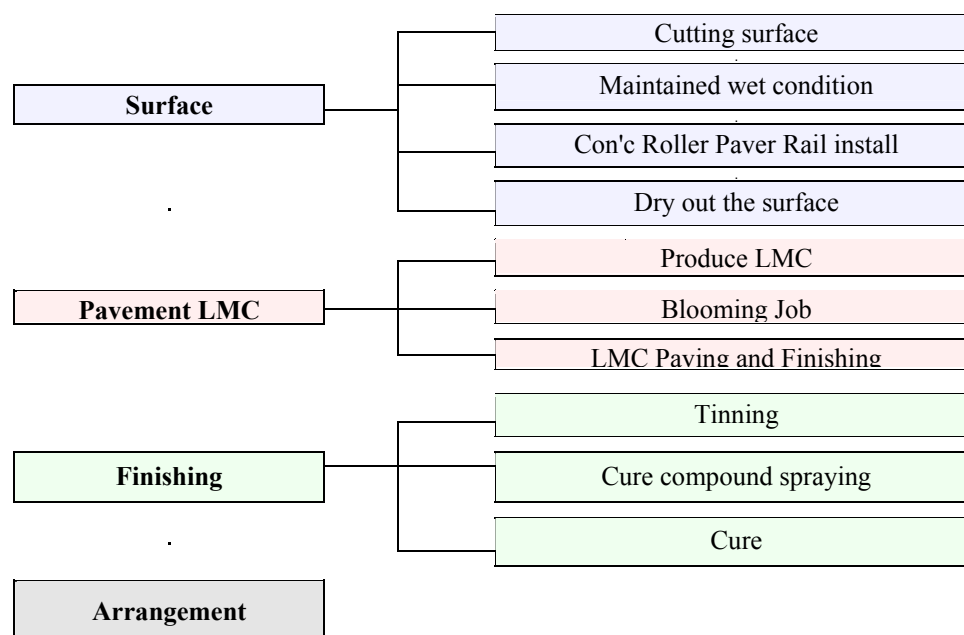 Surface
Cutting surface
Maintained wet condition
Con'c Roller Paver Rail install
Dry out the surface
Pavement LMC
Produce LMC
Blooming Job
LMC Paving and Finishing
Finishing
Tinning
Cure compound spraying
Cure
Arrangement